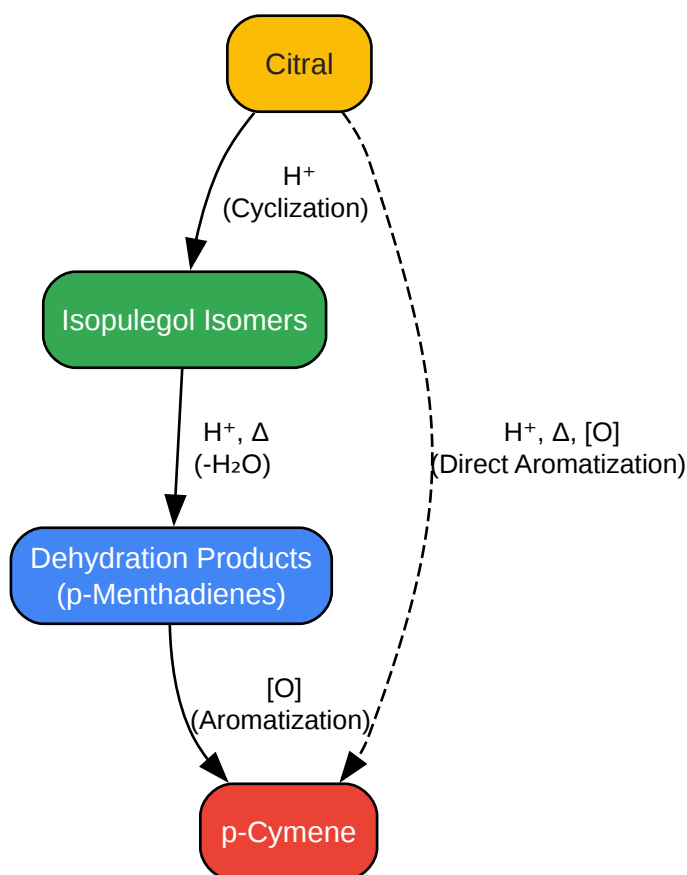 Citral
H⁺
(Cyclization)
Isopulegol Isomers
H⁺, Δ
(-H₂O)
H⁺, Δ, [O]
(Direct Aromatization)
Dehydration Products
(p-Menthadienes)
[O]
(Aromatization)
p-Cymene